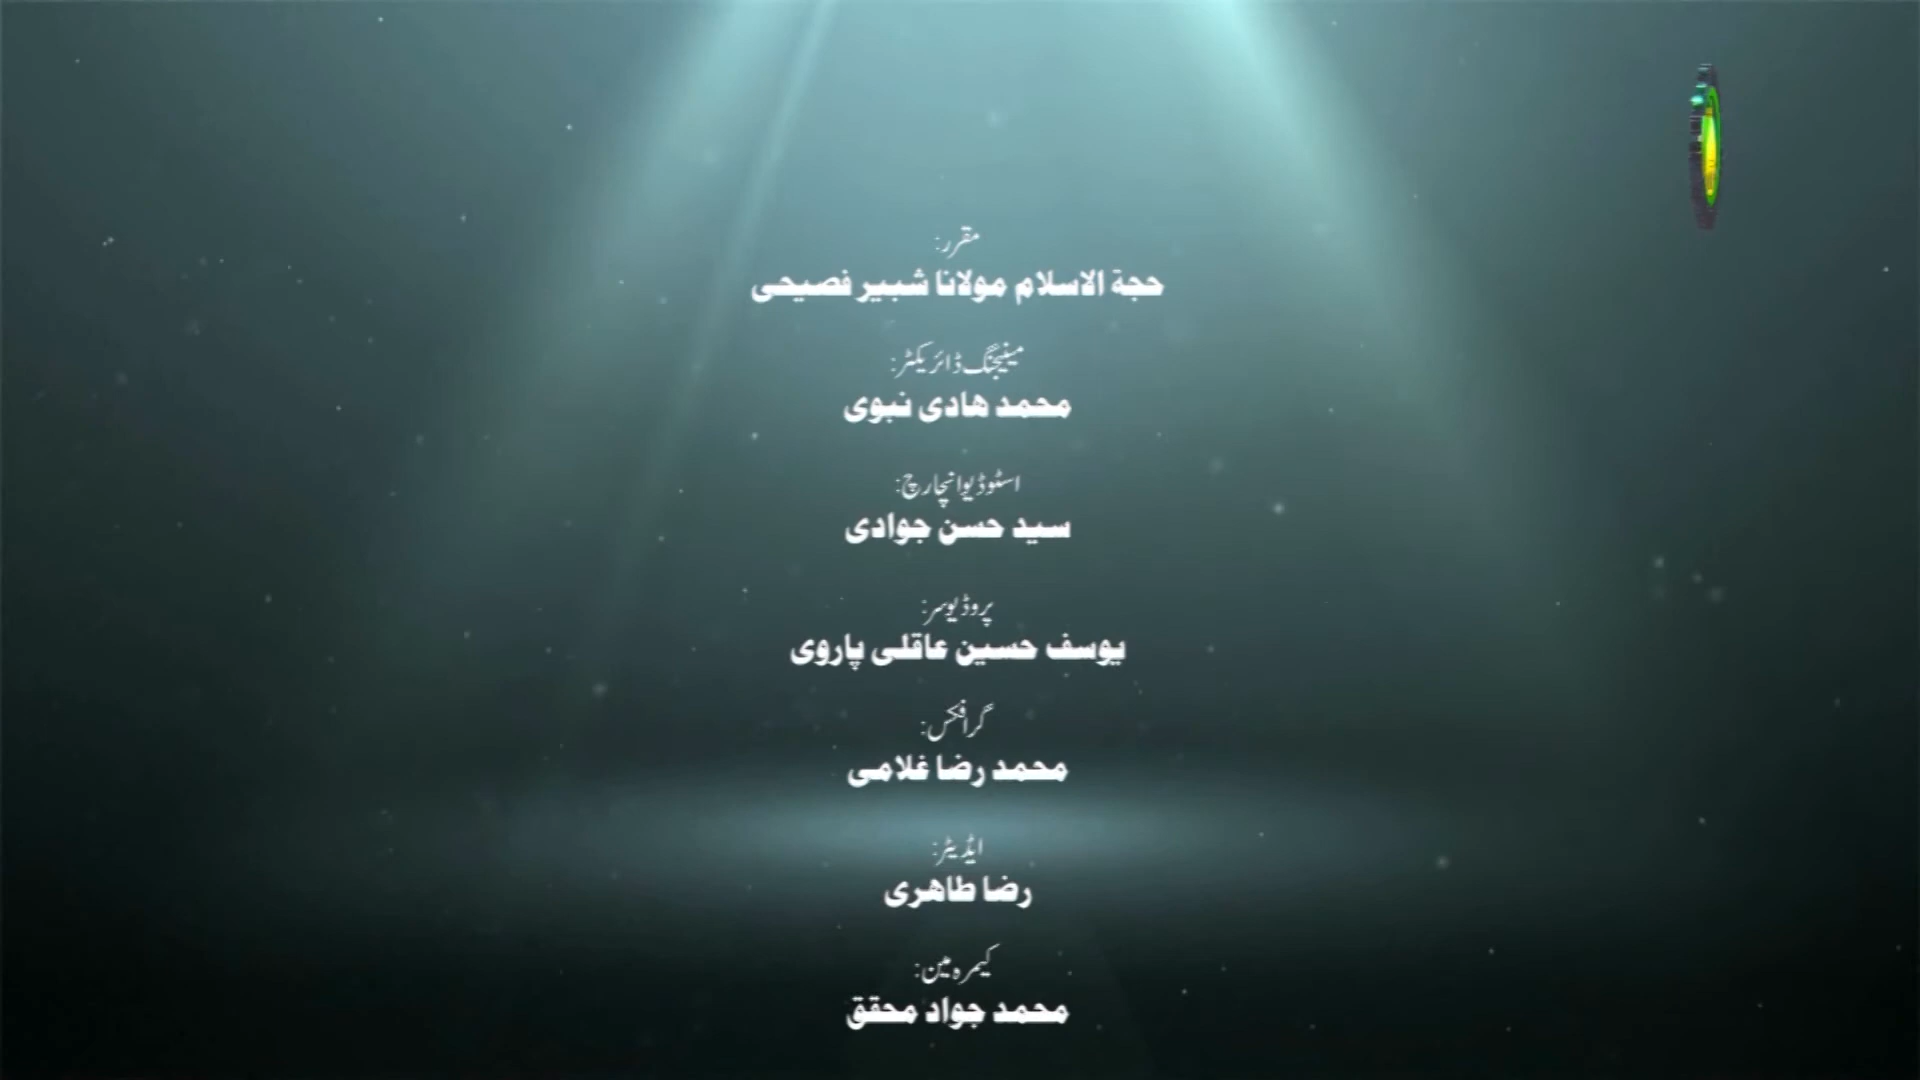 مقرر:
حجة الاسلام مولانا شبیر فصیحی
مینیجنگ ڈائریکٹر:
محمد هادی نبوی
اسٹوڈیو انچارچ:
سید حسن جوادی
پروڈیوسر:
یوسف حسین عاقلی پاروی
گرافکس:
محمد رضا غلامی
ایڈیٹر:
رضا طاهری
کیمرہ مین:
محمد جواد محقق